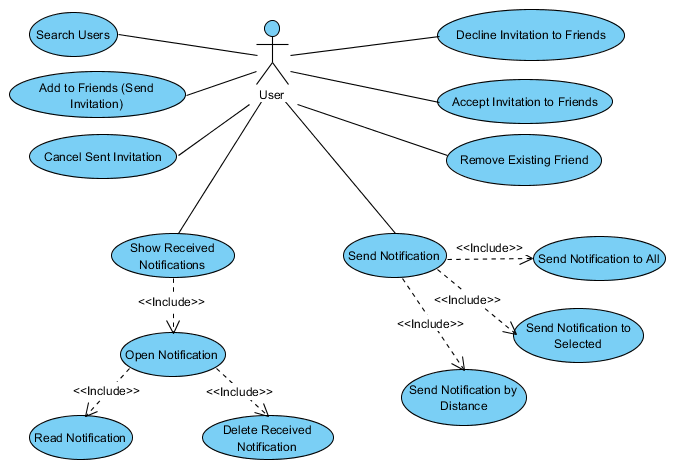 Search Users
Decline Invitation to Friends
Add to Friends (Send
Invitation)
User
Accept Invitation to Friends
Cancel Sent Invitation
Remove Existing Friend
Show Received
Notifications
Send Notification
<<Include>>
Send Notification to All
<<Include>>
<<Include>>
<<Include>>
Send Notification to
Selected
Open Notification
<<Include>>
<<Include>>
Send Notification by
Distance
Read Notification
Delete Received
Notification